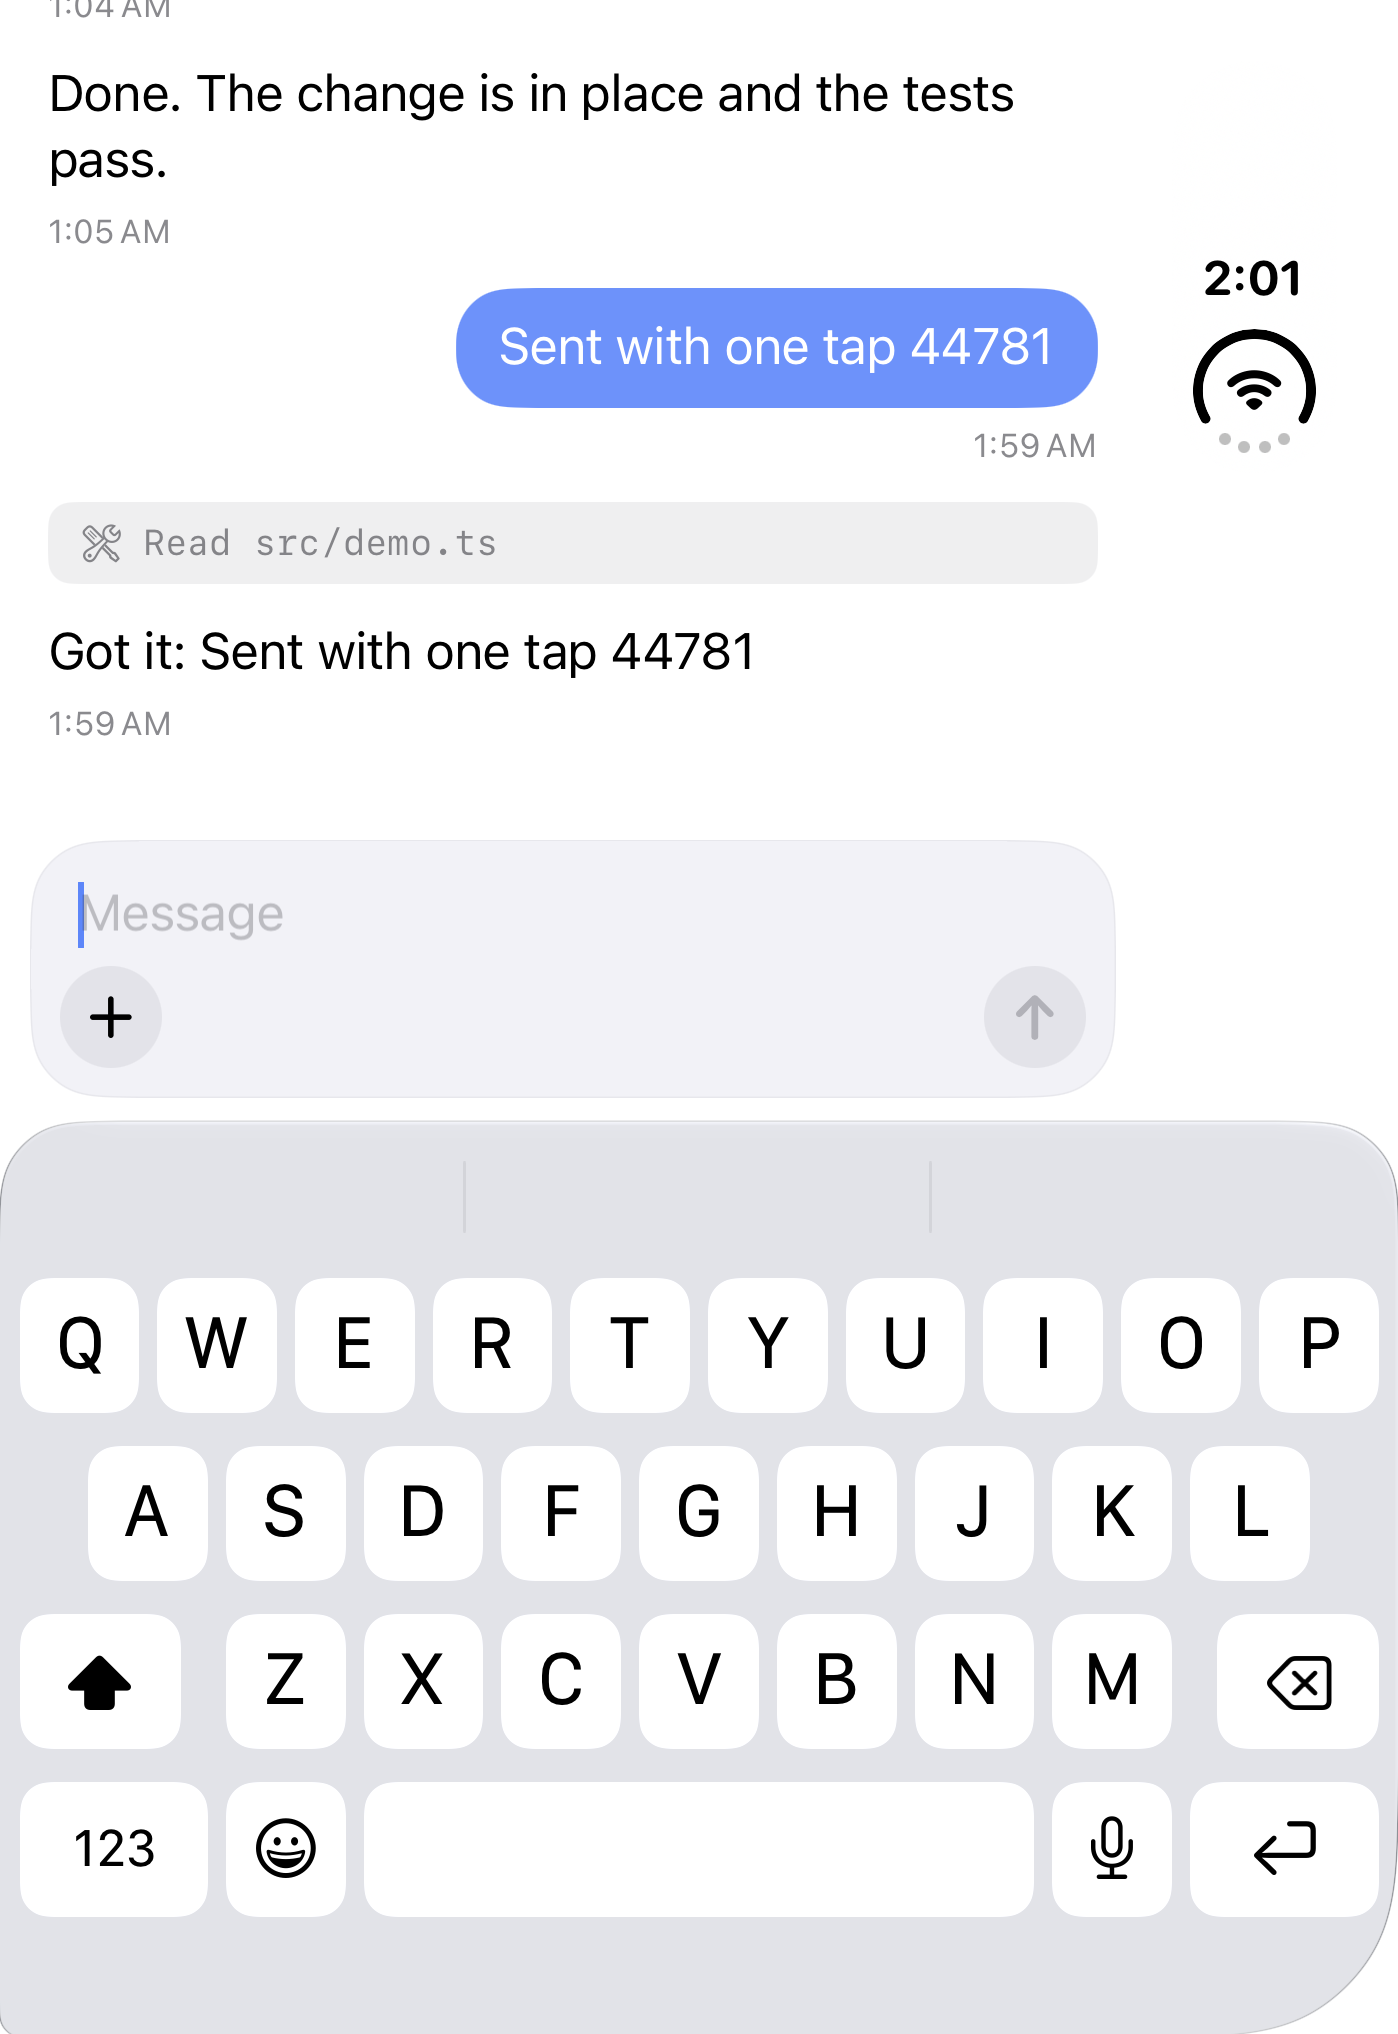 1:04 AM
Done. The change is in place and the tests
pass.
1:05 AM
2:01
Sent with one tap 44781
1:59 AM
Read src/demo.ts
Got it: Sent with one tap 44781
1:59 AM
Message
Q W E R T Y U I O P
A S D F G H J K L
Z X C V B N M
123